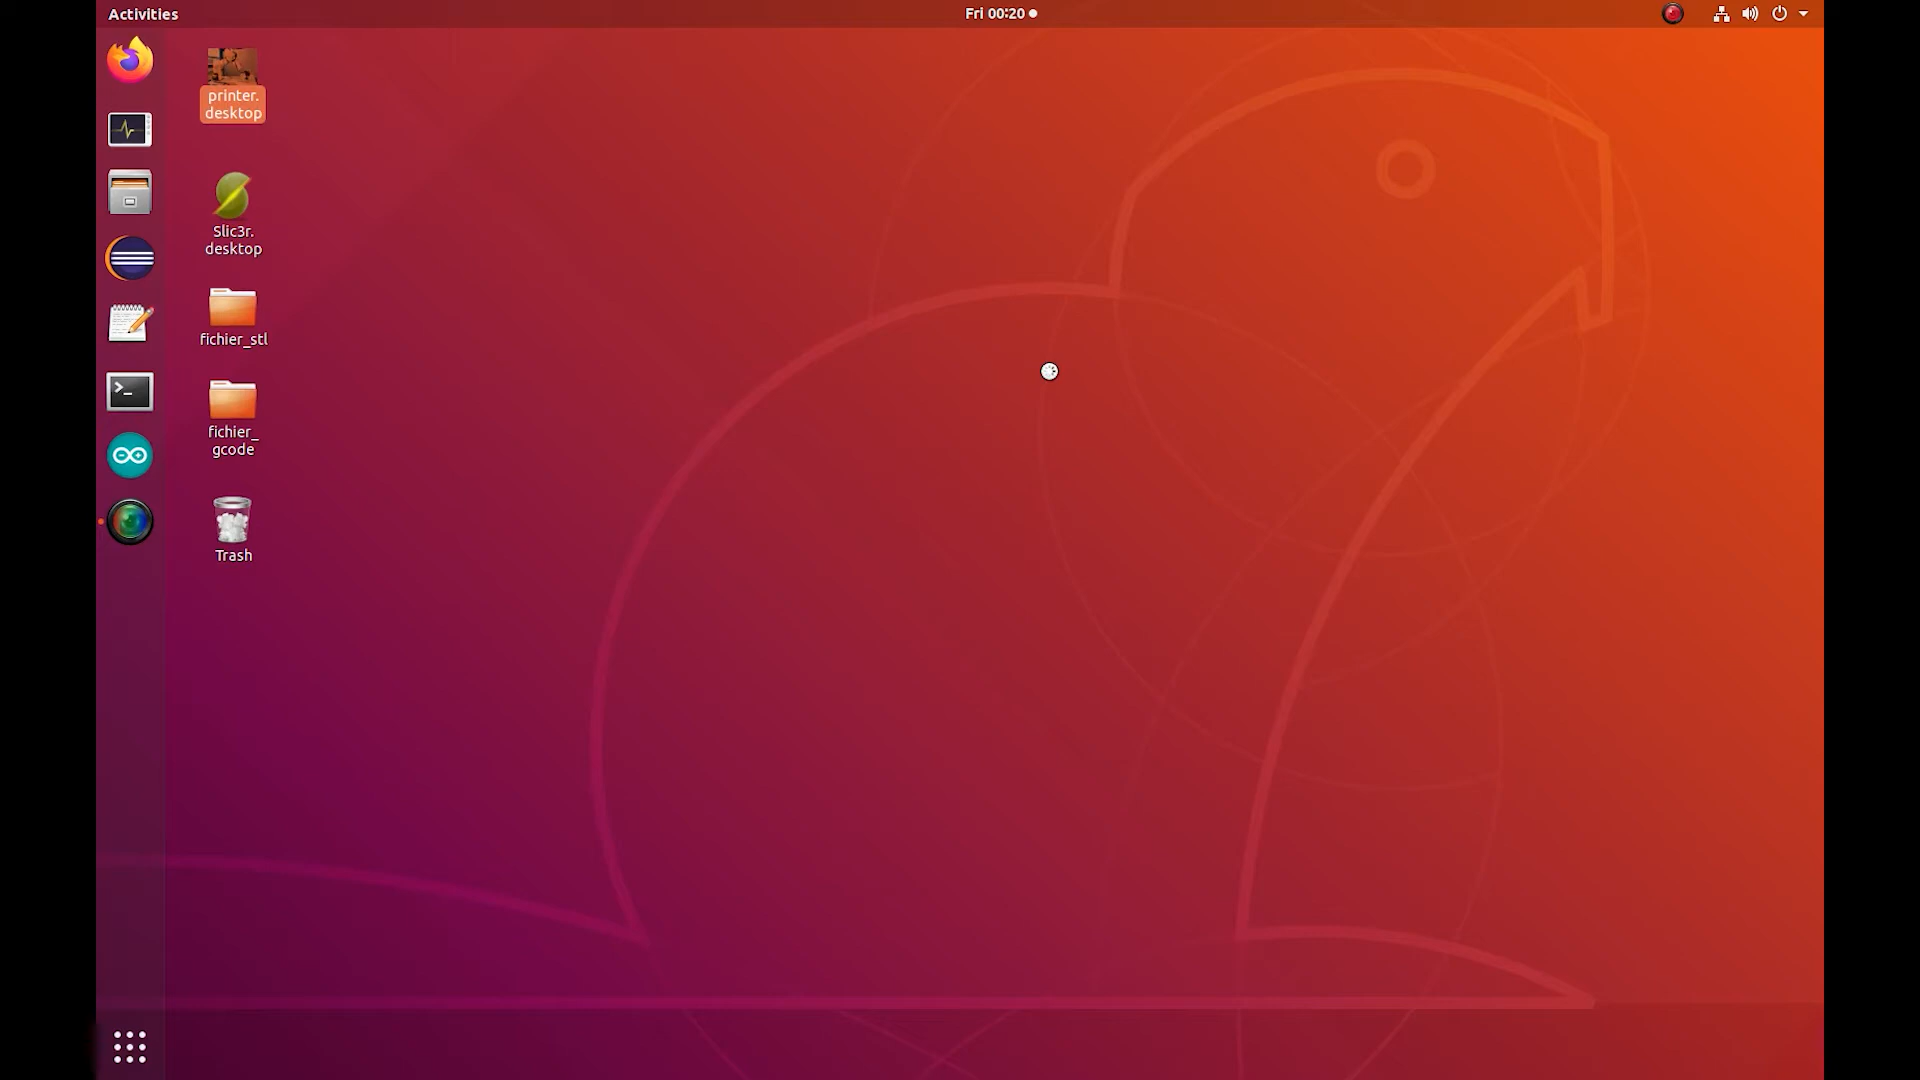 Activities
Fri 00:20
printer.
desktop
Slic3r.
desktop
fichier_stl
fichier_
gcode
Trash